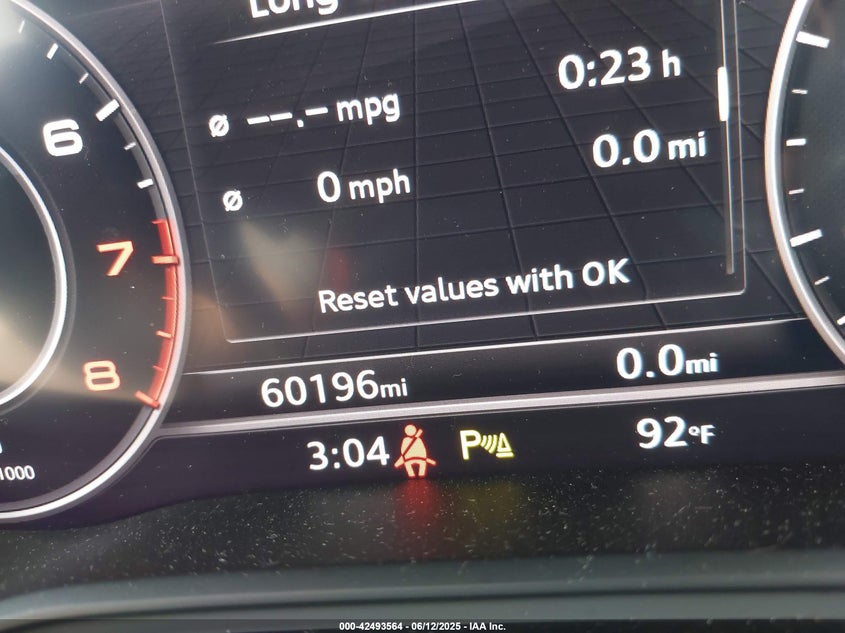 Long
0:23 h
ø --.- mpg
0.0 mi
ø 0 mph
Reset values with OK
6
7
8
60196mi 0.0mi
3:04 P 92°F
1000
000-42493564 - 06/12/2025 - IAA Inc.